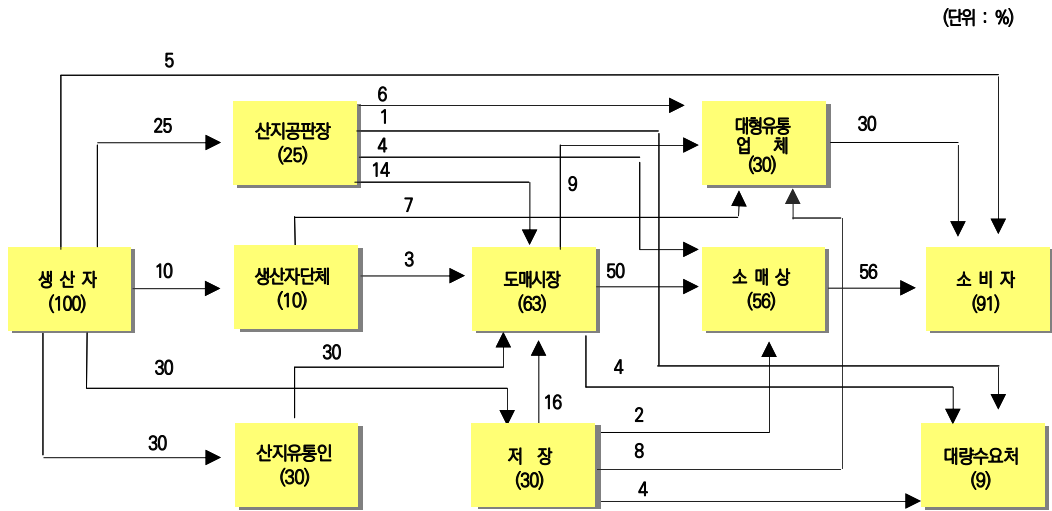 (단위 : %)
5
6
25
산지공판장
(25)
1
4
14
대형유통
업 체
(30)
30
9
7
생 산 자
(100)
10
생산자단체
(10)
3
도매시장
(63)
50
소 매 상
(56)
56
소 비 자
(91)
30
30
4
16
2
30
산지유통인
(30)
저 장
(30)
8
4
대량수요처
(9)